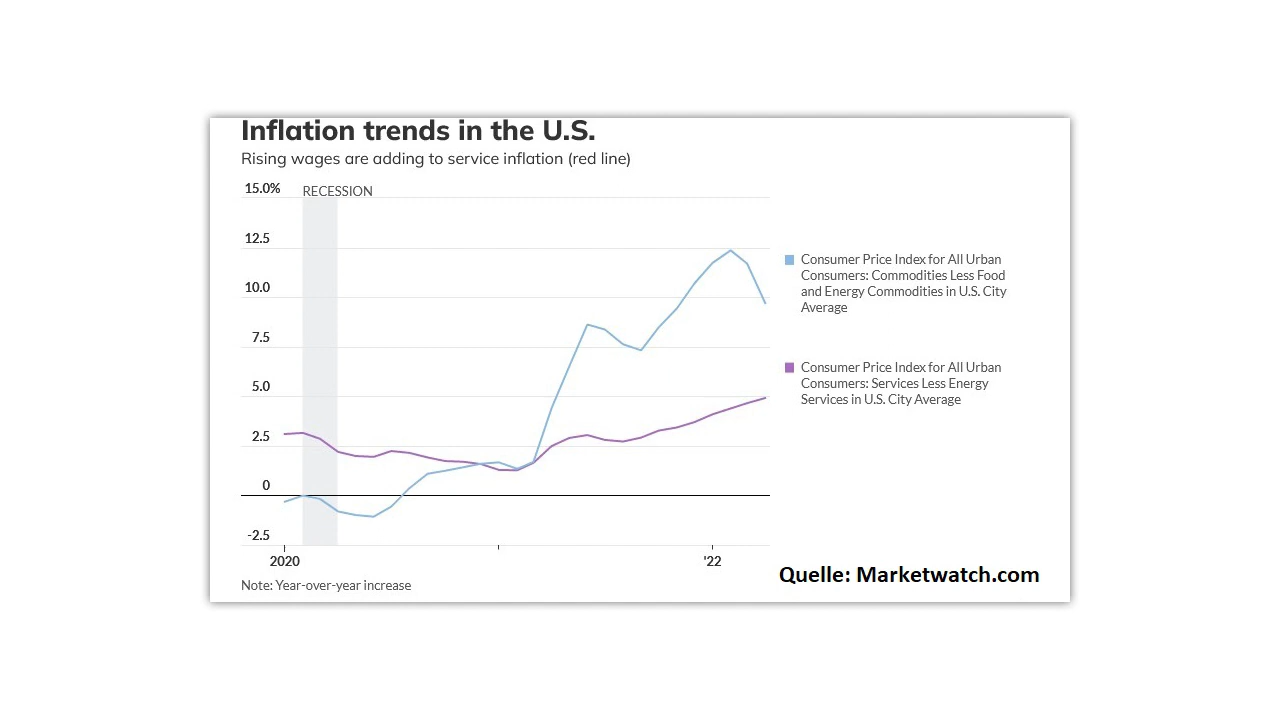 Inflation trends in the U.S.
Rising wages are adding to service inflation (red line)
15.0%
RECESSION
12.5
10.0
7.5
5.0
2.5
0
-2.5
2020
'22
Consumer Price Index for All Urban
Consumers: Commodities Less Food
and Energy Commodities in U.S. City
Average
Consumer Price Index for All Urban
Consumers: Services Less Energy
Services in U.S. City Average
Note: Year-over-year increase
Quelle: Marketwatch.com